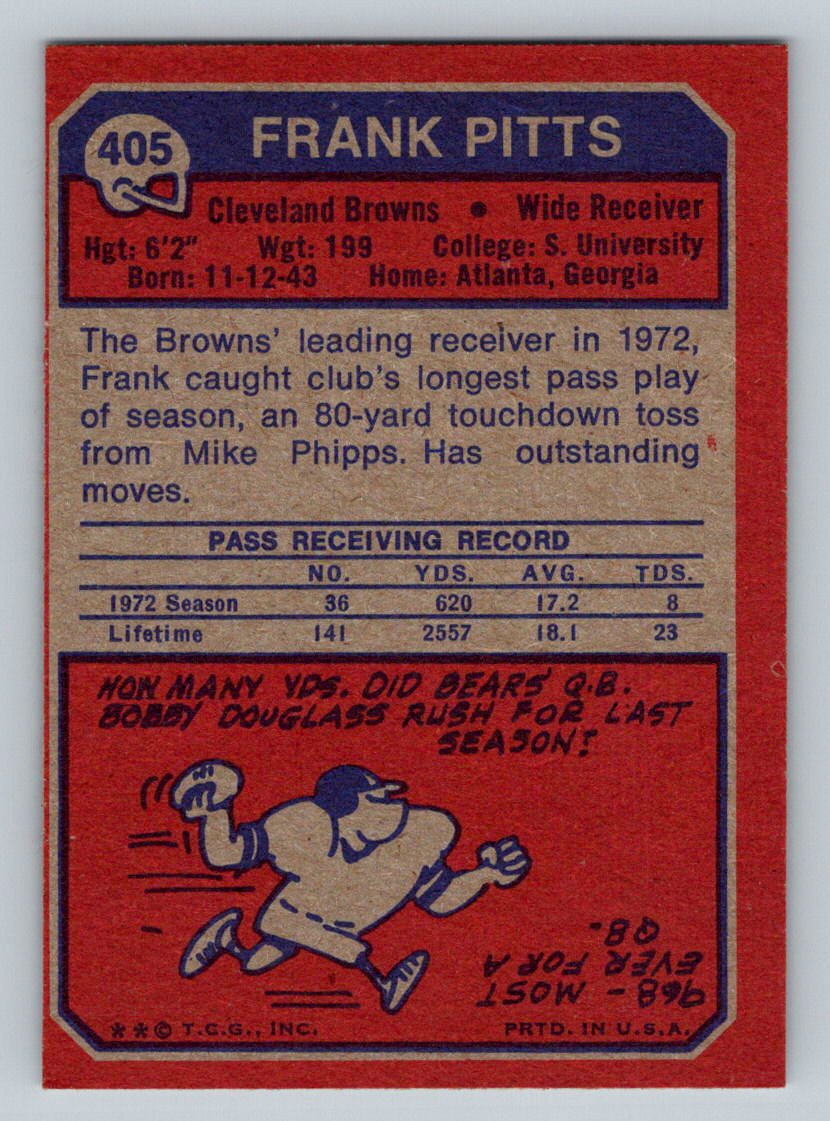 405
FRANK PITTS
Cleveland Browns • Wide Receiver
Hgt: 6'2" Wgt: 199 College: S. University
Born: 11-12-43 Home: Atlanta, Georgia
The Browns' leading receiver in 1972,
Frank caught club's longest pass play
of season, an 80-yard touchdown toss
from Mike Phipps. Has outstanding
moves.
PASS RECEIVING RECORD
NO. YDS. AVG. TDS.
1972 Season 36 620 17.2 8
Lifetime 141 2557 18.1 23
HOW MANY YDS. DID BEARS' Q.B.
BOBBY DOUGLASS RUSH FOR LAST
SEASON?
968 - MOST
EVER FOR A
QB.
**© T.C.G., INC. PRTD. IN U.S.A.